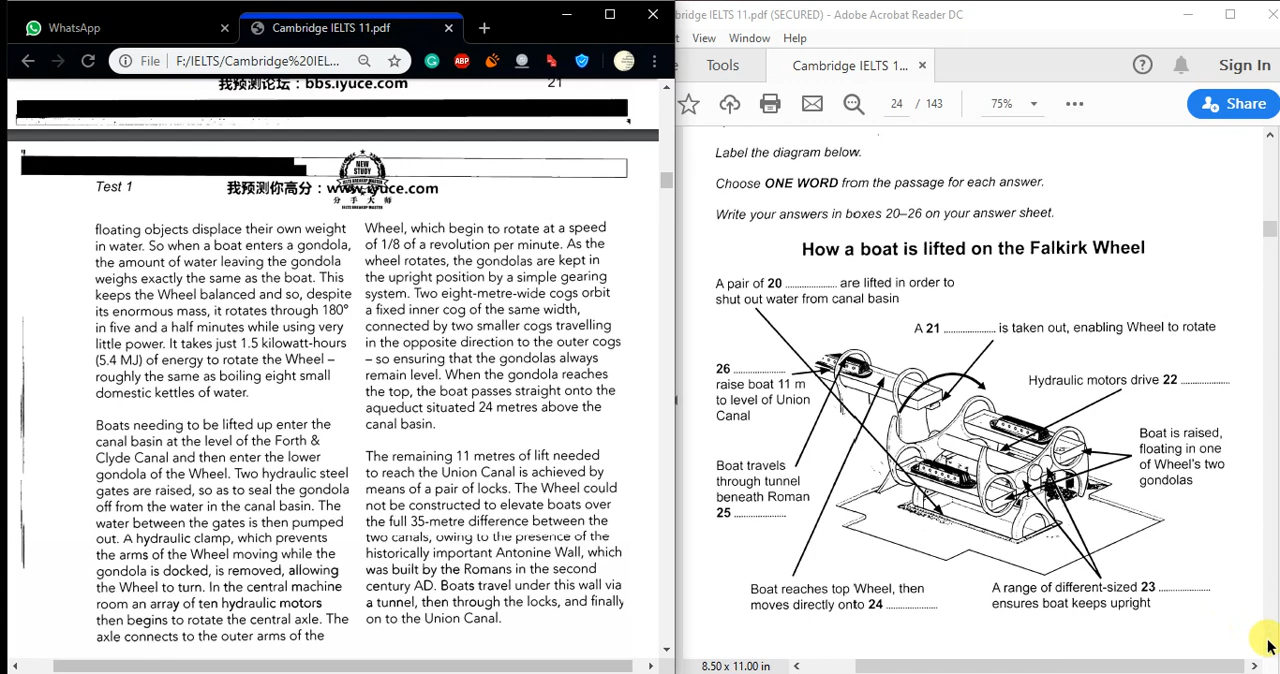 WhatsApp
Cambridge IELTS 11.pdf
File
F:/IELTS/Cambridge%20IEL...
ABP
我预测论坛：bbs.iyuce.com
21
NEW
STUDY
我预测你高分：www.iyuce.com
分 手 大 师
Test 1
floating objects displace their own weight
in water. So when a boat enters a gondola,
the amount of water leaving the gondola
weighs exactly the same as the boat. This
keeps the Wheel balanced and so, despite
its enormous mass, it rotates through 180°
in five and a half minutes while using very
little power. It takes just 1.5 kilowatt-hours
(5.4 MJ) of energy to rotate the Wheel –
roughly the same as boiling eight small
domestic kettles of water.
Boats needing to be lifted up enter the
canal basin at the level of the Forth &
Clyde Canal and then enter the lower
gondola of the Wheel. Two hydraulic steel
gates are raised, so as to seal the gondola
off from the water in the canal basin. The
water between the gates is then pumped
out. A hydraulic clamp, which prevents
the arms of the Wheel moving while the
gondola is docked, is removed, allowing
the Wheel to turn. In the central machine
room an array of ten hydraulic motors
then begins to rotate the central axle. The
axle connects to the outer arms of the
Wheel, which begin to rotate at a speed
of 1/8 of a revolution per minute. As the
wheel rotates, the gondolas are kept in
the upright position by a simple gearing
system. Two eight-metre-wide cogs orbit
a fixed inner cog of the same width,
connected by two smaller cogs travelling
in the opposite direction to the outer cogs
– so ensuring that the gondolas always
remain level. When the gondola reaches
the top, the boat passes straight onto the
aqueduct situated 24 metres above the
canal basin.
The remaining 11 metres of lift needed
to reach the Union Canal is achieved by
means of a pair of locks. The Wheel could
not be constructed to elevate boats over
the full 35-metre difference between the
two canals, owing to the presence of the
historically important Antonine Wall, which
was built by the Romans in the second
century AD. Boats travel under this wall via
a tunnel, then through the locks, and finally
on to the Union Canal.
bridge IELTS 11.pdf (SECURED) - Adobe Acrobat Reader DC
View Window Help
Tools
Cambridge IELTS 1...
Sign In
24 / 143
75%
Share
Label the diagram below.
Choose ONE WORD from the passage for each answer.
Write your answers in boxes 20–26 on your answer sheet.
How a boat is lifted on the Falkirk Wheel
A pair of 20 .................. are lifted in order to
shut out water from canal basin
A 21 .................. is taken out, enabling Wheel to rotate
26 ..................
raise boat 11 m
to level of Union
Canal
Hydraulic motors drive 22 ..................
Boat is raised,
floating in one
of Wheel's two
gondolas
Boat travels
through tunnel
beneath Roman
25 ..................
Boat reaches top Wheel, then
moves directly onto 24 ..................
A range of different-sized 23 ..................
ensures boat keeps upright
8.50 x 11.00 in